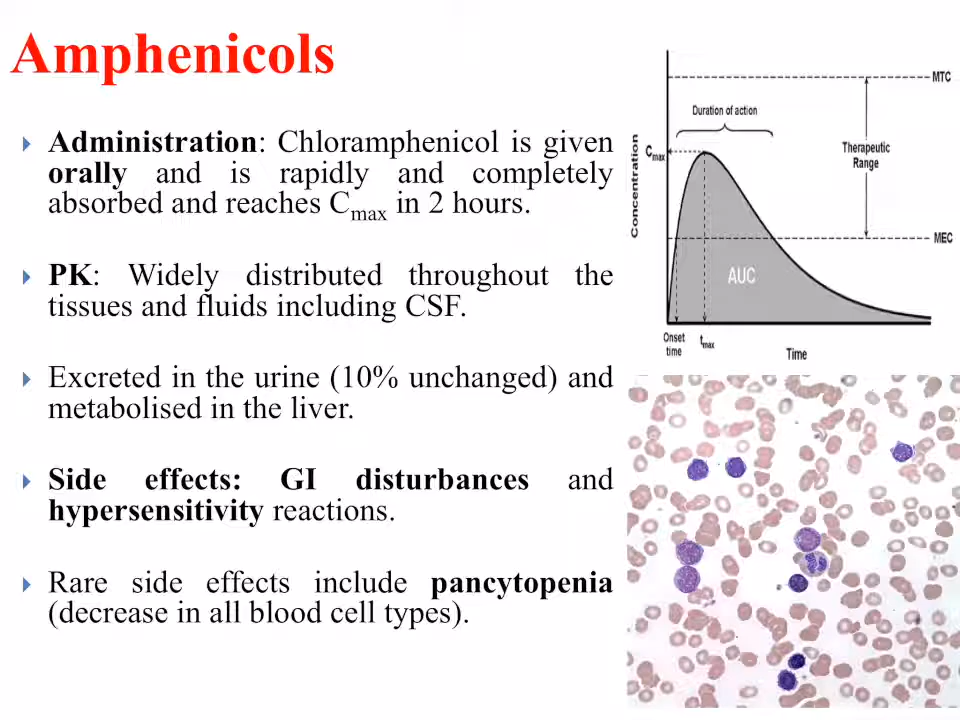 Amphenicols
Administration: Chloramphenicol is given
orally and is rapidly and completely
absorbed and reaches Cmax in 2 hours.
PK: Widely distributed throughout the
tissues and fluids including CSF.
Excreted in the urine (10% unchanged) and
metabolised in the liver.
Side effects: GI disturbances and
hypersensitivity reactions.
Rare side effects include pancytopenia
(decrease in all blood cell types).
MTC
Duration of action
Therapeutic
Range
Cmax
Concentration
MEC
AUC
Onset
time
tmax
Time